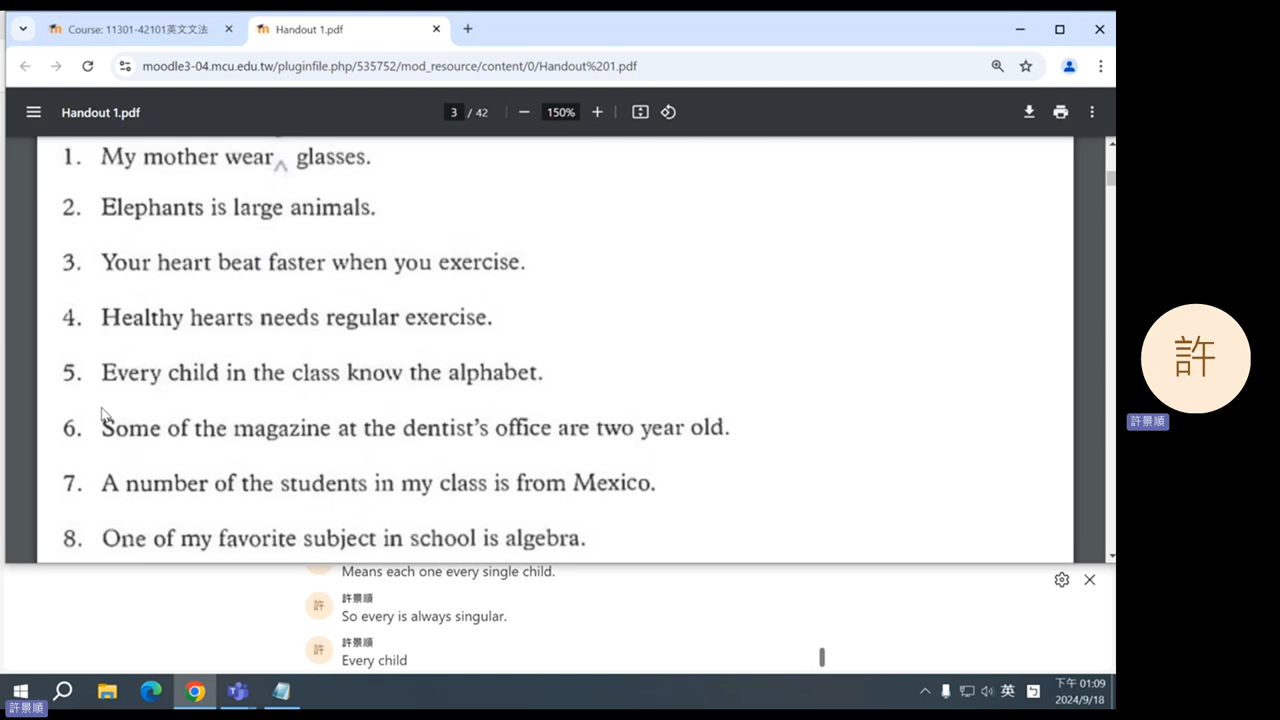 Course: 11301-42101英文文法
Handout 1.pdf
moodle3-04.mcu.edu.tw/pluginfile.php/535752/mod_resource/content/0/Handout%201.pdf
Handout 1.pdf
3 / 42
150%
1. My mother wear^ glasses.
2. Elephants is large animals.
3. Your heart beat faster when you exercise.
4. Healthy hearts needs regular exercise.
5. Every child in the class know the alphabet.
6. Some of the magazine at the dentist's office are two year old.
7. A number of the students in my class is from Mexico.
8. One of my favorite subject in school is algebra.
Means each one every single child.
許 許景順
So every is always singular.
許 許景順
Every child
許
許景順
英
下午 01:09
2024/9/18
許景順